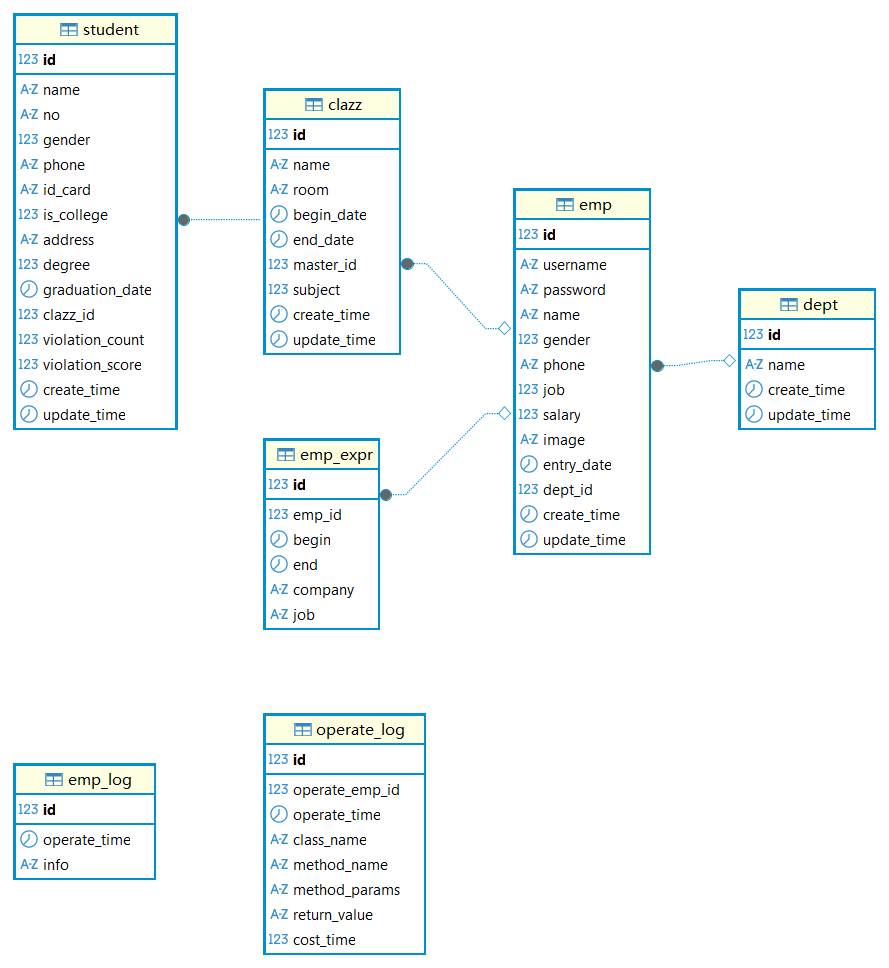 student
123 id
A-Z name
A-Z no
123 gender
A-Z phone
A-Z id_card
123 is_college
A-Z address
123 degree
graduation_date
123 clazz_id
123 violation_count
123 violation_score
create_time
update_time
clazz
123 id
A-Z name
A-Z room
begin_date
end_date
123 master_id
123 subject
create_time
update_time
emp
123 id
A-Z username
A-Z password
A-Z name
123 gender
A-Z phone
123 job
123 salary
A-Z image
entry_date
123 dept_id
create_time
update_time
dept
123 id
A-Z name
create_time
update_time
emp_expr
123 id
123 emp_id
begin
end
A-Z company
A-Z job
emp_log
123 id
operate_time
A-Z info
operate_log
123 id
123 operate_emp_id
operate_time
A-Z class_name
A-Z method_name
A-Z method_params
A-Z return_value
123 cost_time